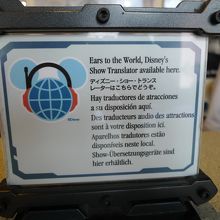 Ears to the World, Disney's
Show Translator available here.
ディズニー・ショー・トランス
レーターはこちらでどうぞ。
Hay traductores de atracciones
a su disposición aquí.
Des traducteurs audio des attractions
sont à votre disposition ici.
Aparelhos tradutores estão
disponíveis neste local.
Show-Übersetzungsgeräte sind
hier erhältlich.
©Disney